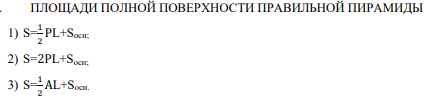 . ПЛОЩАДИ ПОЛНОЙ ПОВЕРХНОСТИ ПРАВИЛЬНОЙ ПИРАМИДЫ
1) S=½PL+Sосн;
2) S=2PL+Sосн;
3) S=½AL+Sосн.